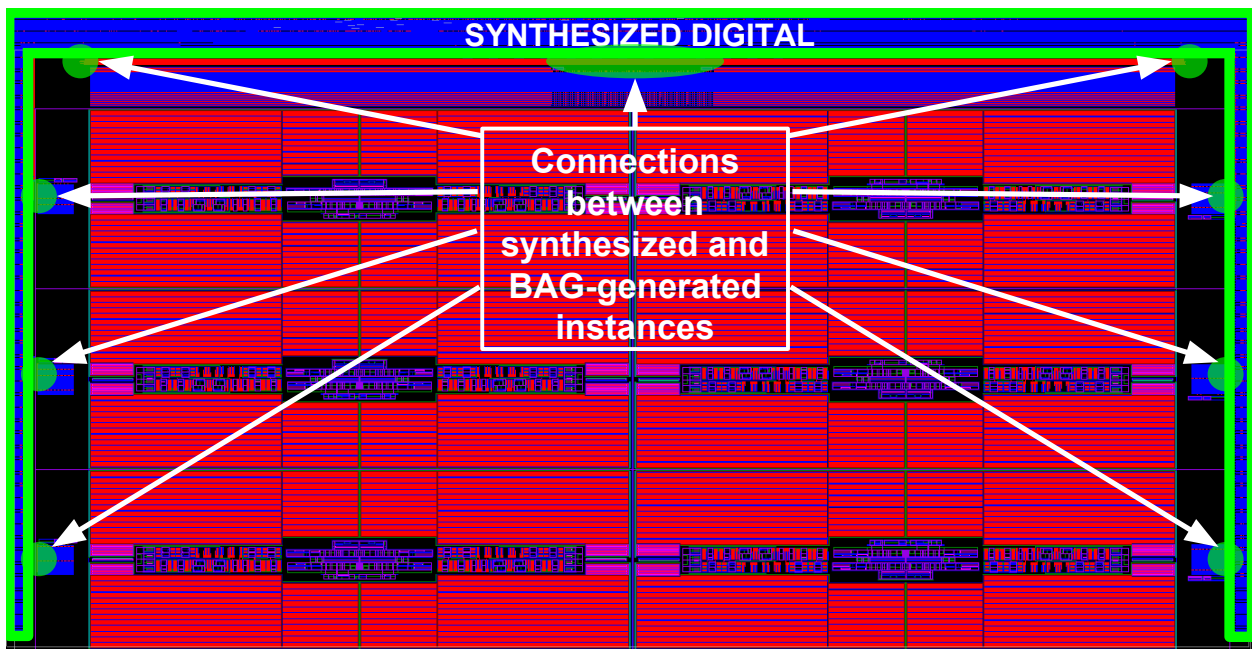 SYNTHESIZED DIGITAL
Connections
between
synthesized and
BAG-generated
instances